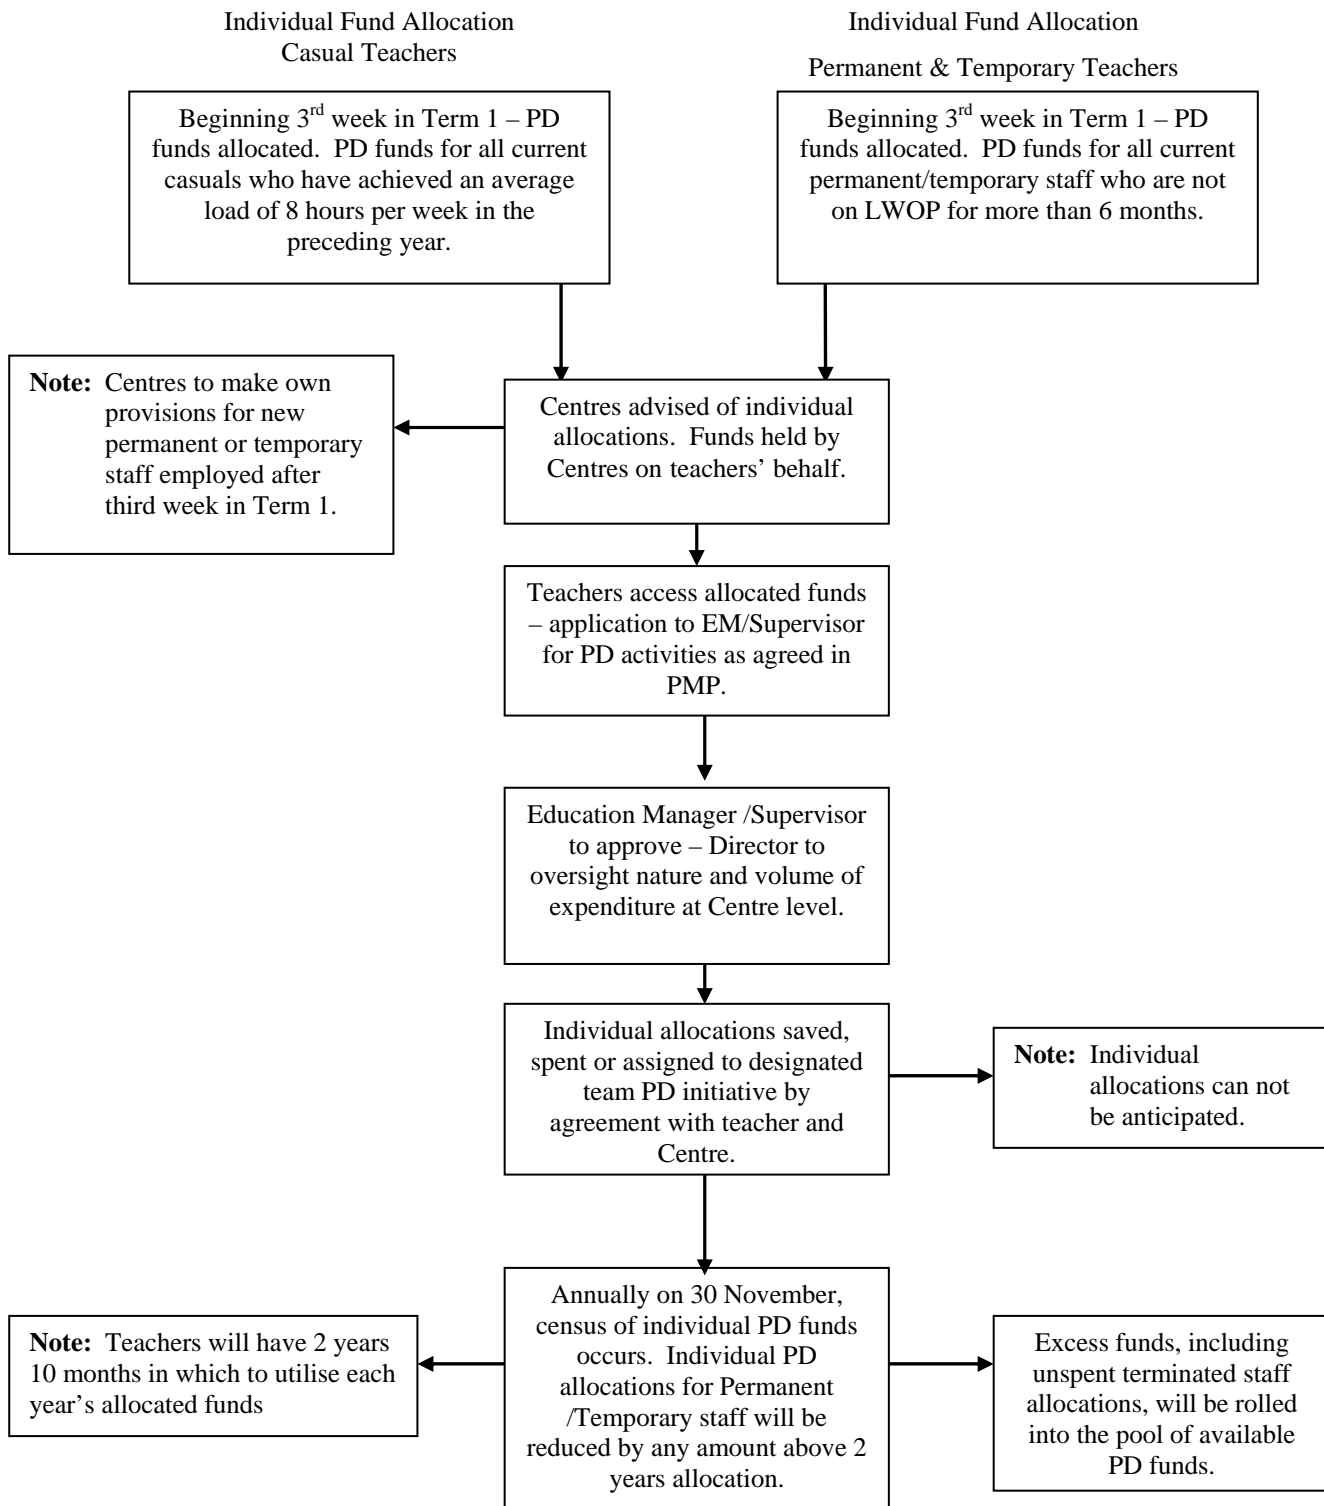 Individual Fund Allocation
Casual Teachers
Individual Fund Allocation
Permanent & Temporary Teachers
Beginning 3rd week in Term 1 – PD
funds allocated.  PD funds for all current
casuals who have achieved an average
load of 8 hours per week in the
preceding year.
Beginning 3rd week in Term 1 – PD
funds allocated.  PD funds for all current
permanent/temporary staff who are not
on LWOP for more than 6 months.
Note:  Centres to make own
provisions for new
permanent or temporary
staff employed after
third week in Term 1.
Centres advised of individual
allocations.  Funds held by
Centres on teachers’ behalf.
Teachers access allocated funds
– application to EM/Supervisor
for PD activities as agreed in
PMP.
Education Manager /Supervisor
to approve – Director to
oversight nature and volume of
expenditure at Centre level.
Individual allocations saved,
spent or assigned to designated
team PD initiative by
agreement with teacher and
Centre.
Note:  Individual
allocations can not
be anticipated.
Annually on 30 November,
census of individual PD funds
occurs.  Individual PD
allocations for Permanent
/Temporary staff will be
reduced by any amount above 2
years allocation.
Note:  Teachers will have 2 years
10 months in which to utilise each
year’s allocated funds
Excess funds, including
unspent terminated staff
allocations, will be rolled
into the pool of available
PD funds.